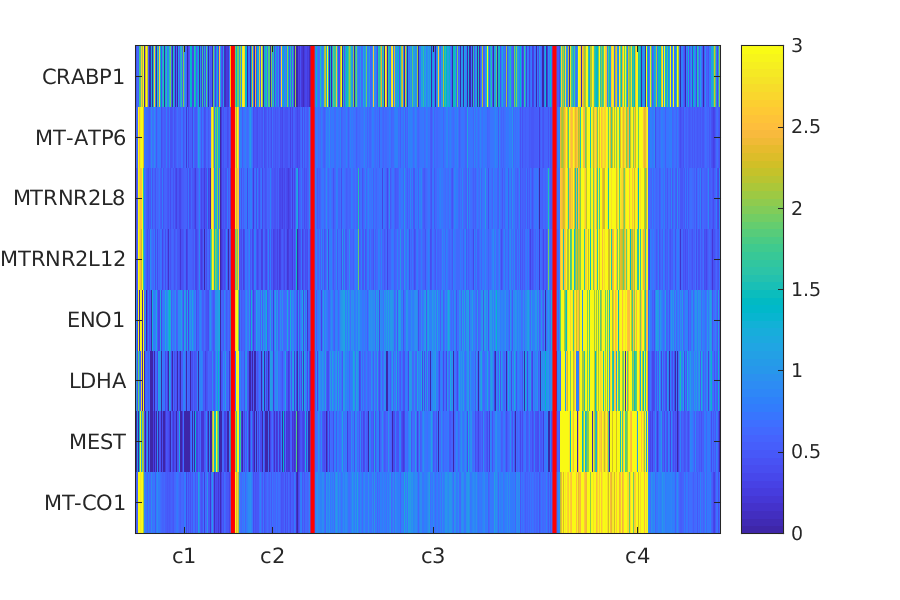 CRABP1
MT-ATP6
MTRNR2L8
MTRNR2L12
ENO1
LDHA
MEST
MT-CO1
c1 c2 c3 c4
3
2.5
2
1.5
1
0.5
0